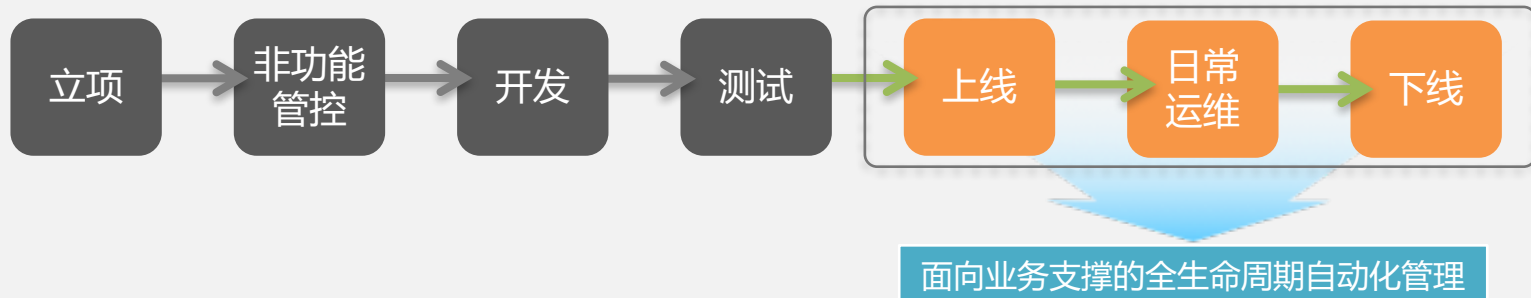 立项
非功能
管控
开发
测试
上线
日常
运维
下线
面向业务支撑的全生命周期自动化管理